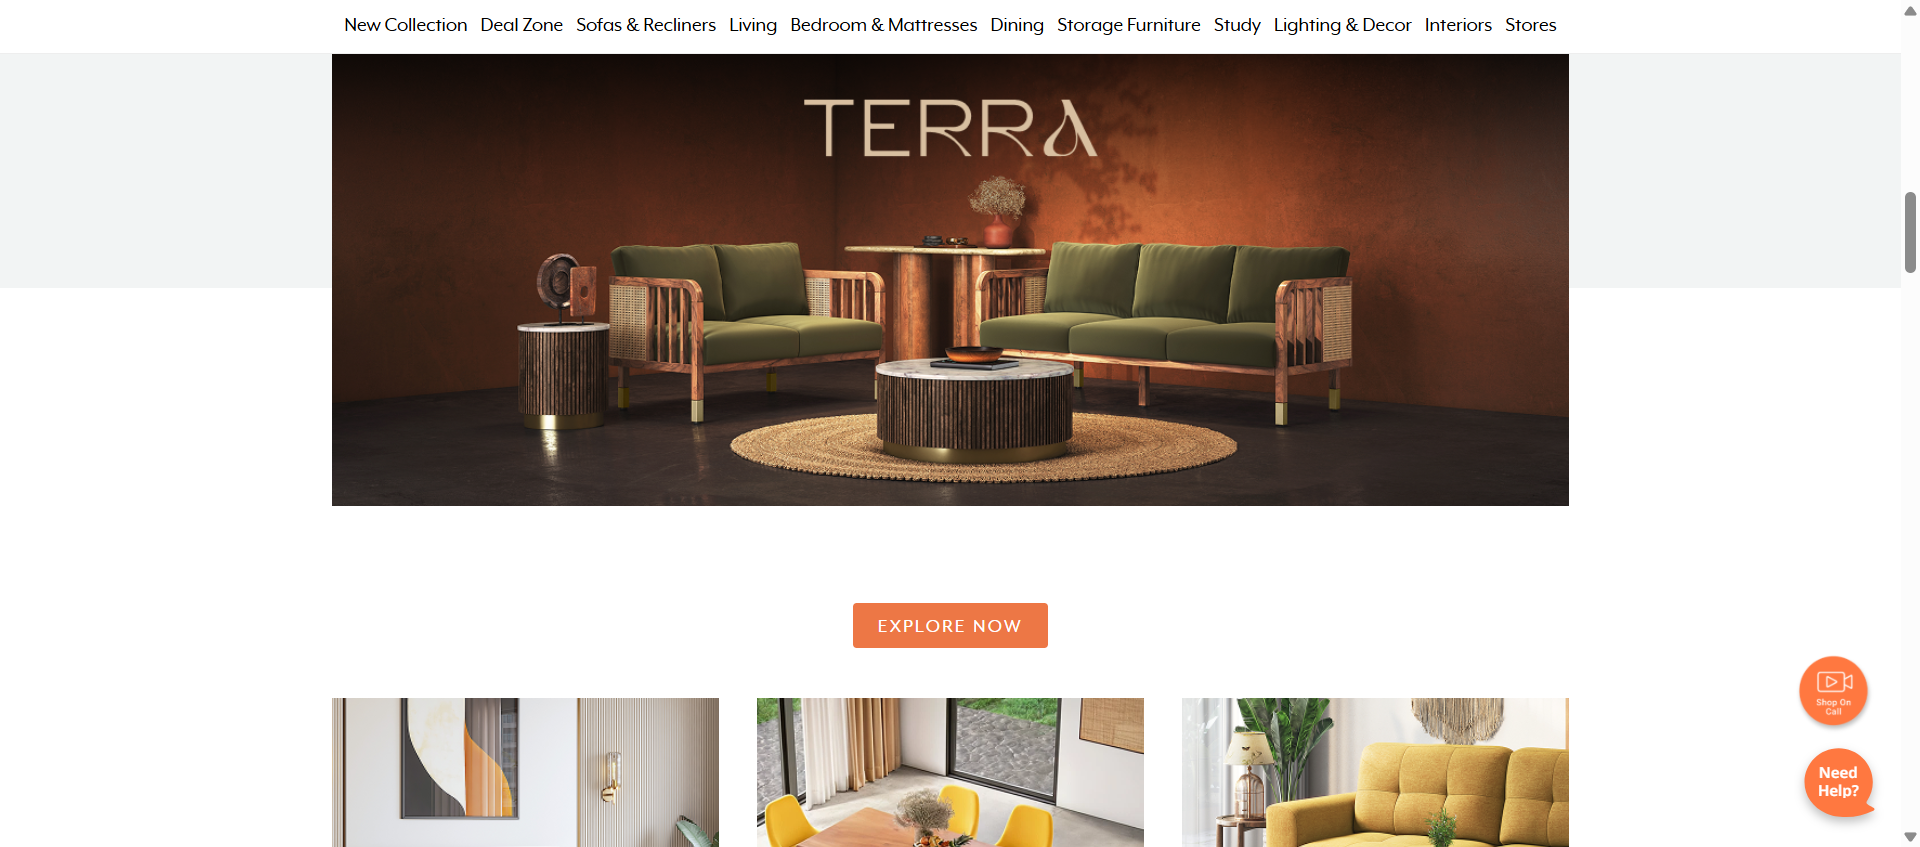 New Collection Deal Zone Sofas & Recliners Living Bedroom & Mattresses Dining Storage Furniture Study Lighting & Decor Interiors Stores
TERRA
EXPLORE NOW
Shop On
Call
Need
Help?